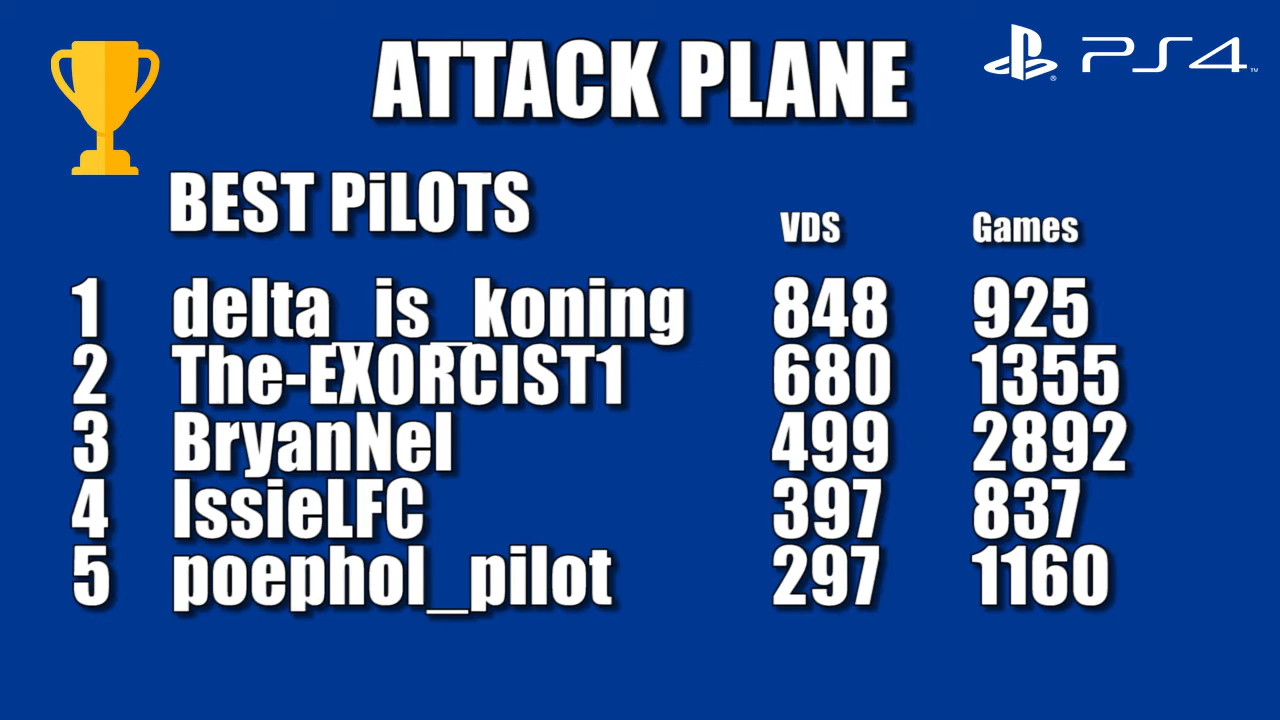 ATTACK PLANE
PS4™
BEST PiLOTS
VDS Games
1 delta_is_koning 848 925
2 The-EXORCIST1 680 1355
3 BryanNel 499 2892
4 IssieLFC 397 837
5 poephol_pilot 297 1160